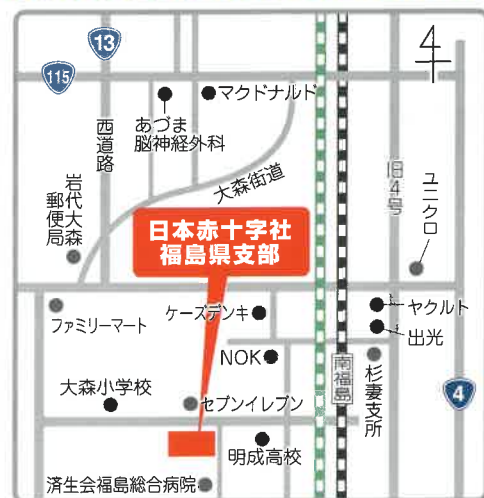 13
115
4
マクドナルド
あづま
脳神経外科
西道路
大森街道
旧4号
ユニクロ
岩代大森
郵便局
日本赤十字社
福島県支部
ファミリーマート
ケーズデンキ
ヤクルト
出光
NOK
南福島
杉妻支所
4
大森小学校
セブンイレブン
明成高校
済生会福島総合病院